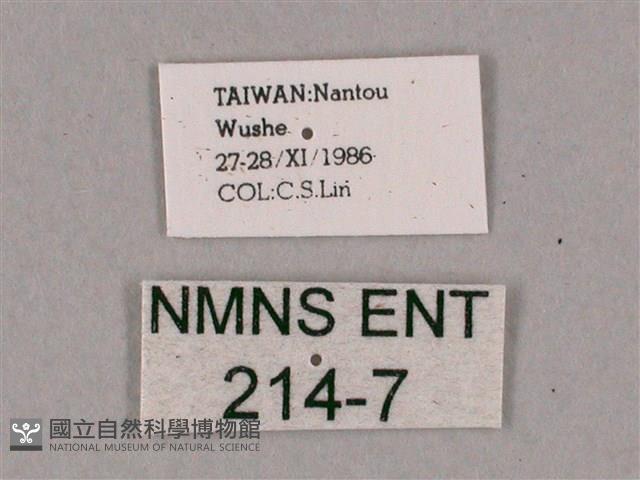 TAIWAN:Nantou
Wushe
27-28/XI/1986
COL:C.S.Lin
NMNS ENT
214-7
國立自然科學博物館
NATIONAL MUSEUM OF NATURAL SCIENCE